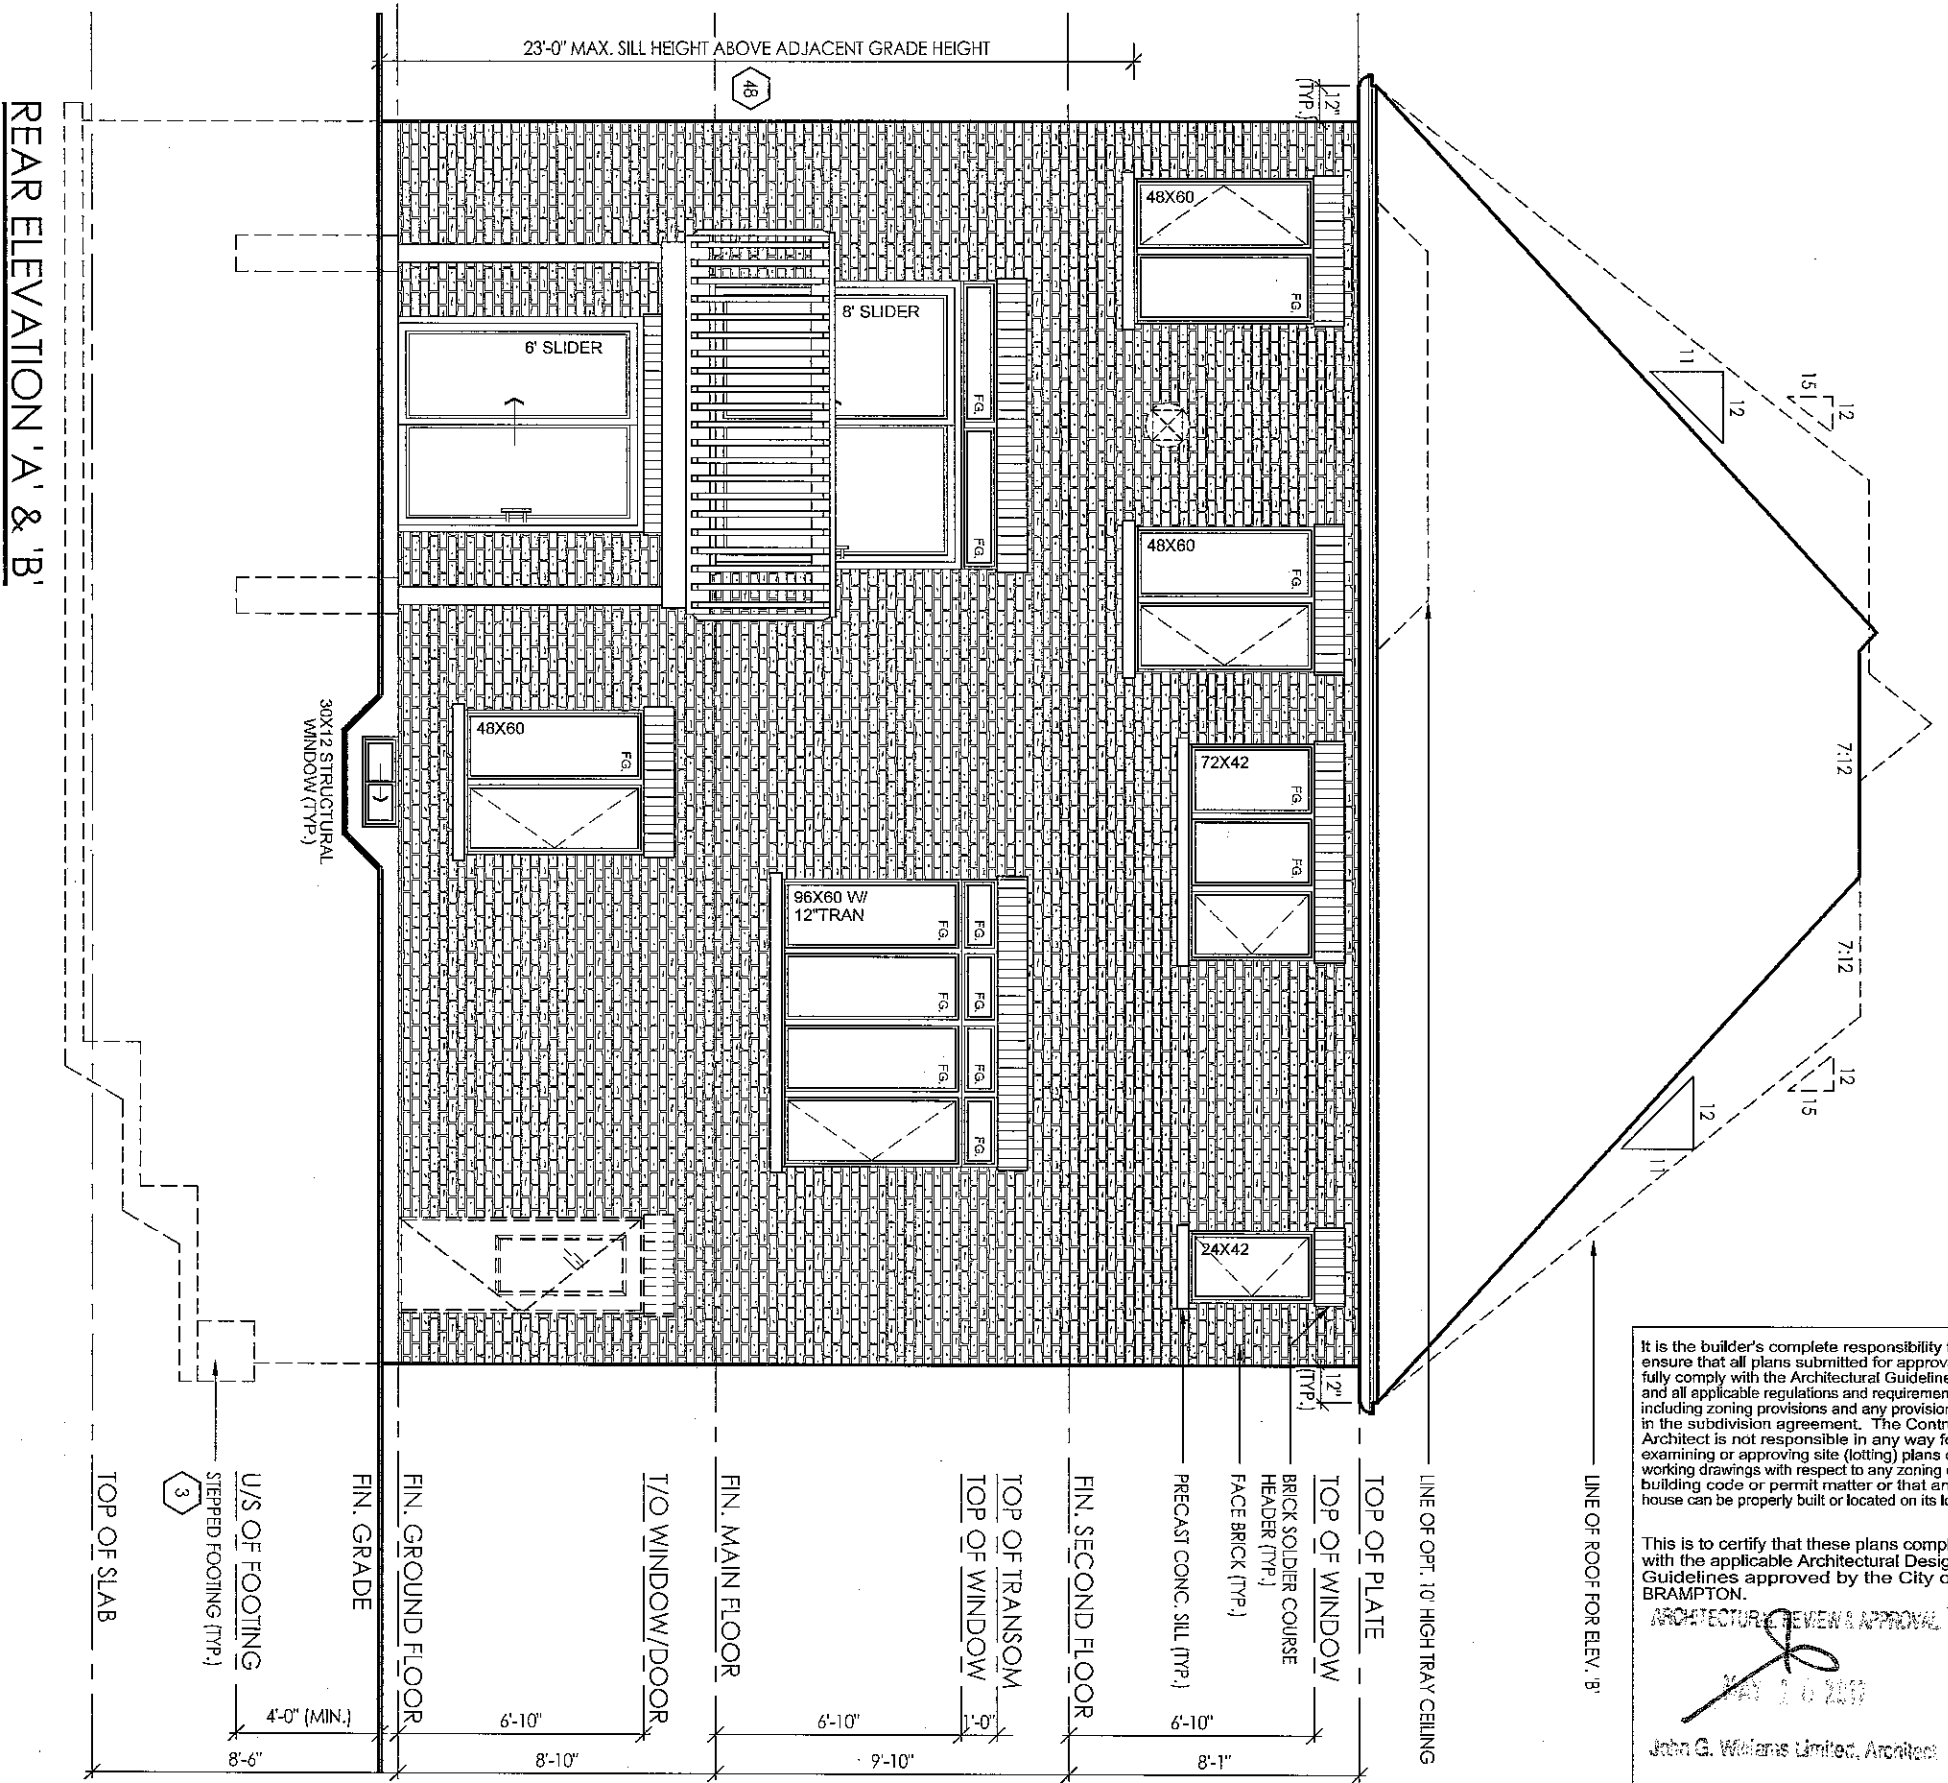 REAR ELEVATION 'A' & 'B'
23'-0" MAX. SILL HEIGHT ABOVE ADJACENT GRADE HEIGHT
48
12"
(TYP.)
11
12
15
12
7:12
7:12
12
15
12
11
48X60
FG.
8' SLIDER
FG.
FG.
6' SLIDER
48X60
FG.
72X42
FG.
FG.
24X42
48X60
FG.
96X60 W/
12"TRAN
FG.
FG.
FG.
FG.
FG.
FG.
FG.
30X12 STRUCTURAL
WINDOW (TYP.)
12"
(TYP.)
LINE OF ROOF FOR ELEV. 'B'
LINE OF OPT. 10' HIGH TRAY CEILING
TOP OF PLATE
TOP OF WINDOW
BRICK SOLDIER COURSE
HEADER (TYP.)
FACE BRICK (TYP.)
PRECAST CONC. SILL (TYP.)
FIN. SECOND FLOOR
TOP OF TRANSOM
TOP OF WINDOW
FIN. MAIN FLOOR
T/O WINDOW/DOOR
FIN. GROUND FLOOR
FIN. GRADE
U/S OF FOOTING
STEPPED FOOTING (TYP.)
3
TOP OF SLAB
6'-10"
8'-1"
1'-0"
6'-10"
9'-10"
6'-10"
8'-10"
4'-0" (MIN.)
8'-6"
It is the builder's complete responsibility
ensure that all plans submitted for
fully comply with the Architectural
and all applicable regulations and
including zoning provisions and any
in the subdivision agreement. The
Architect is not responsible in any way
examining or approving site (lotting) plans
working drawings with respect to any zoning
building code or permit matter or that
house can be properly built or located on its
This is to certify that these plans
with the applicable Architectural
Guidelines approved by the City
BRAMPTON.
ARCHITECTURAL REVIEW & APPROVAL
MAY
John G. Williams Limited, Architect